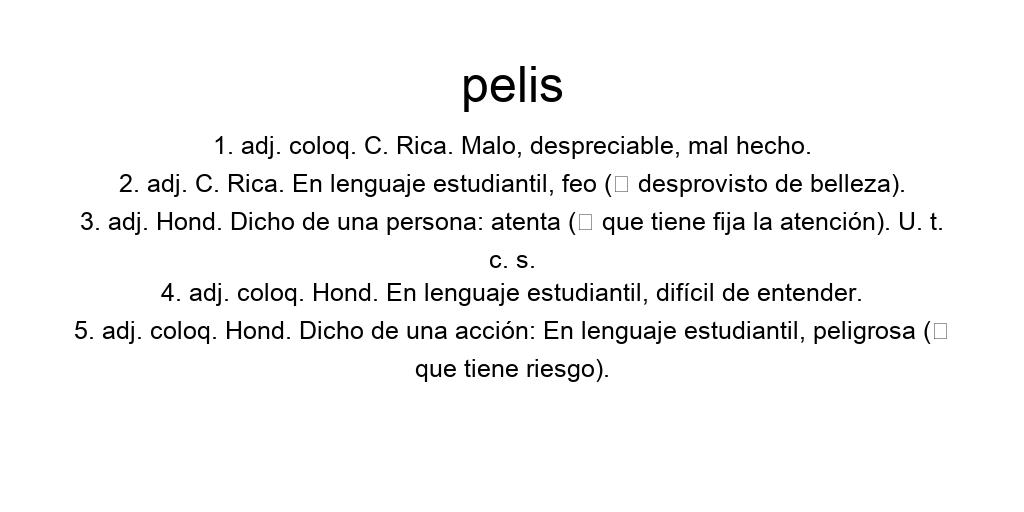 pelis
1. adj. coloq. C. Rica. Malo, despreciable, mal hecho.
2. adj. C. Rica. En lenguaje estudiantil, feo (□ desprovisto de belleza).
3. adj. Hond. Dicho de una persona: atenta (□ que tiene fija la atención). U. t.
c. s.
4. adj. coloq. Hond. En lenguaje estudiantil, difícil de entender.
5. adj. coloq. Hond. Dicho de una acción: En lenguaje estudiantil, peligrosa (□
que tiene riesgo).